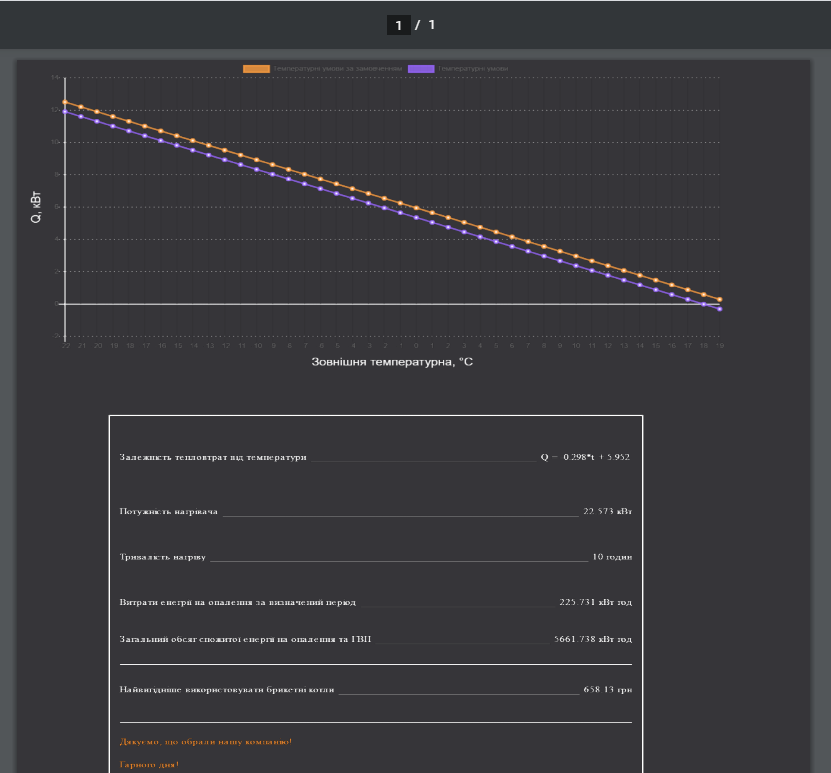 1 / 1
Температурні умови за замовченням Температурні умови
Q, кВт
Зовнішня температурна, °C
Залежність тепловтрат від температури Q = -0.298*t + 5.952
Потужність нагрівача 22.573 кВт
Тривалість нагріву 10 годин
Витрати енергії на опалення за визначений період 225.731 кВт год
Загальний обсяг спожитої енергії на опалення та ГВП 5661.738 кВт год
Найвигідніше використовувати брикетні котли 658.13 грн
Дякуємо, що обрали нашу компанію!
Гарного дня!